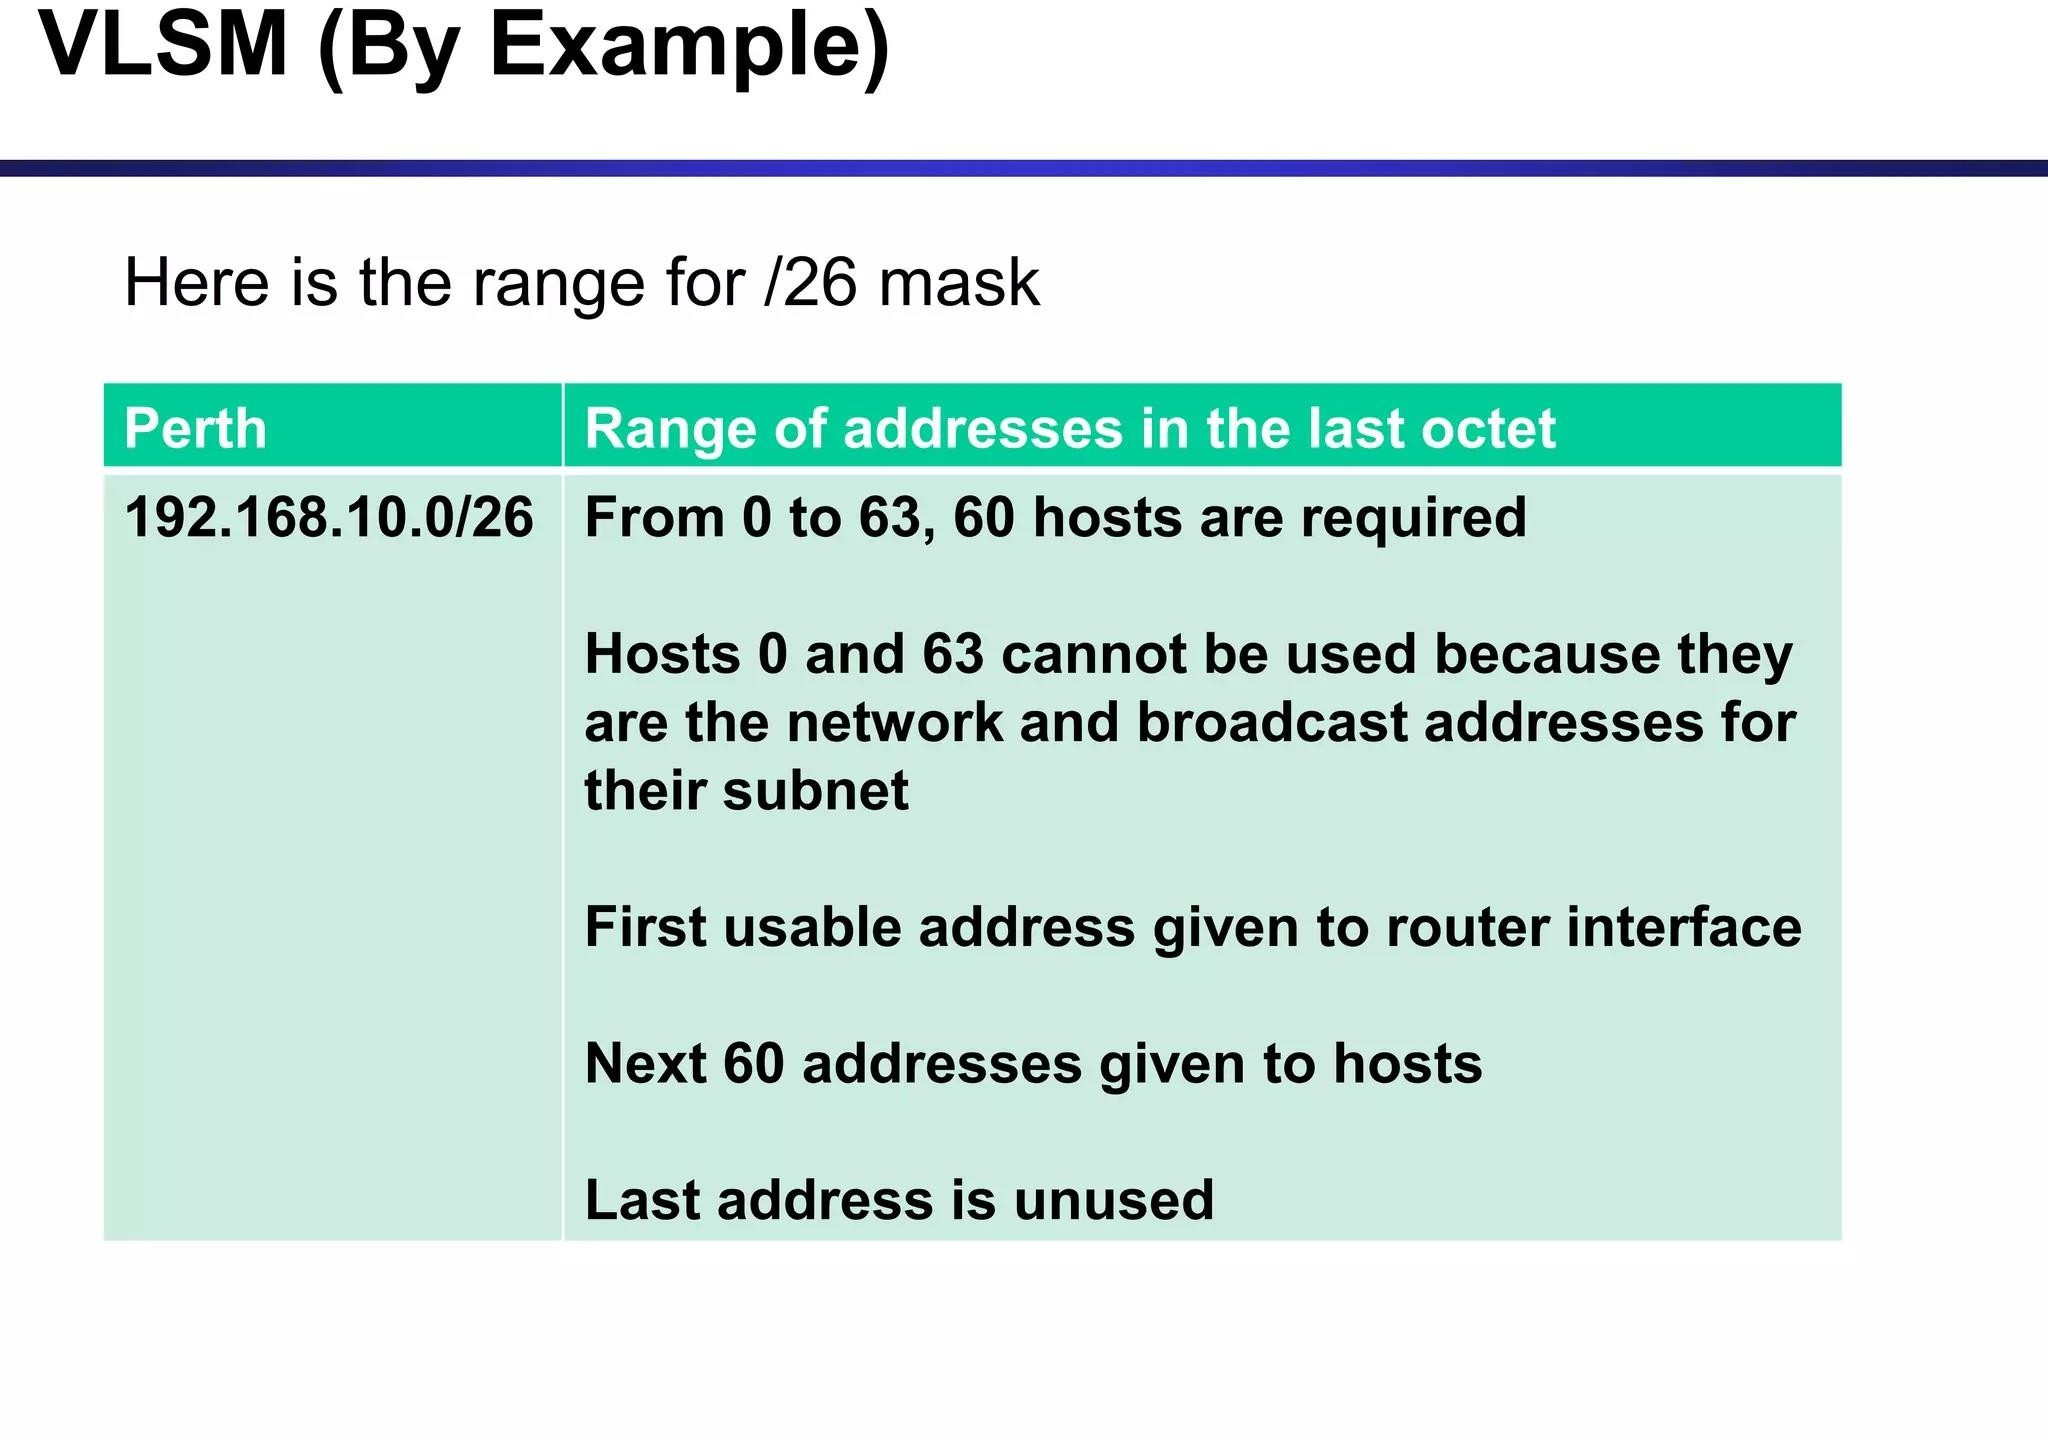 VLSM (By Example)
Here is the range for /26 mask
Perth
Range of addresses in the last octet
192.168.10.0/26
From 0 to 63, 60 hosts are required
Hosts 0 and 63 cannot be used because they
are the network and broadcast addresses for
their subnet
First usable address given to router interface
Next 60 addresses given to hosts
Last address is unused